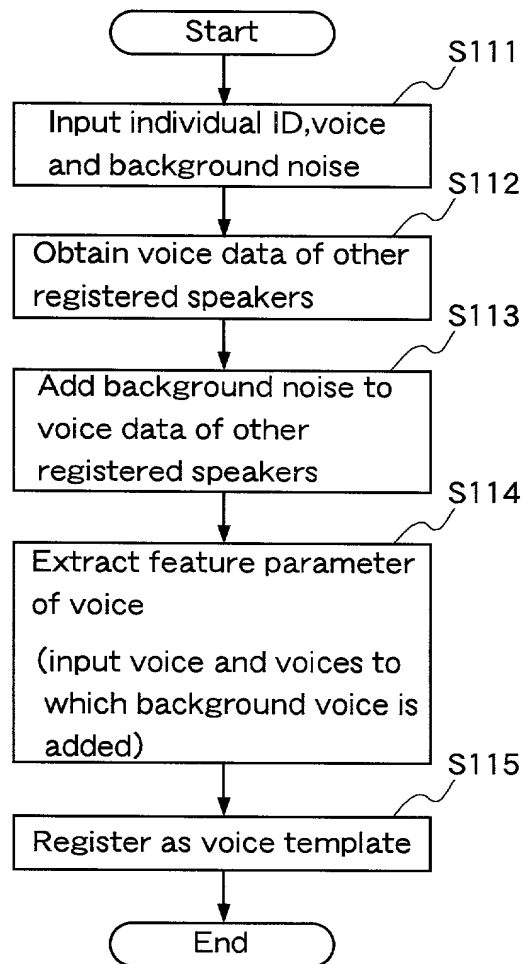 Start
S111
Input individual ID,voice
and background noise
S112
Obtain voice data of other
registered speakers
S113
Add background noise to
voice data of other
registered speakers
S114
Extract feature parameter
of voice
(input voice and voices to
which background voice is
added)
S115
Register as voice template
End